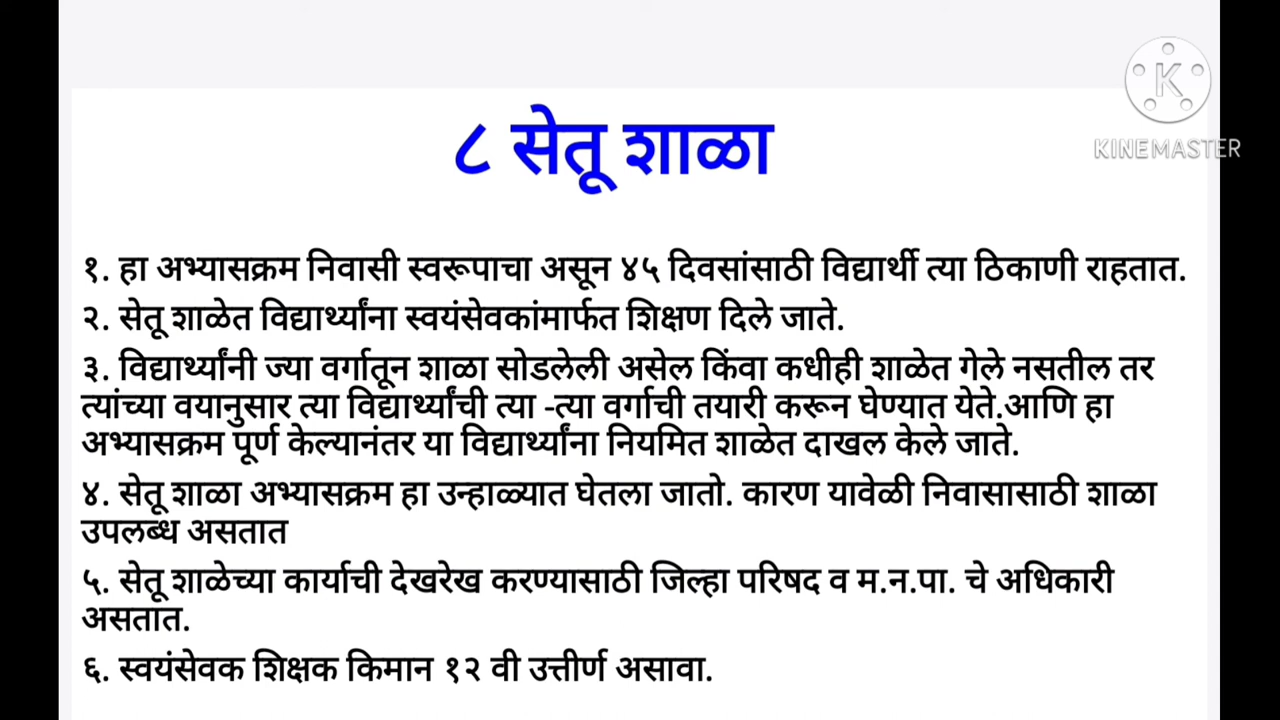 K
KINEMASTER
८ सेतू शाळा
१. हा अभ्यासक्रम निवासी स्वरूपाचा असून ४५ दिवसांसाठी विद्यार्थी त्या ठिकाणी राहतात.
२. सेतू शाळेत विद्यार्थ्यांना स्वयंसेवकांमार्फत शिक्षण दिले जाते.
३. विद्यार्थ्यांनी ज्या वर्गातून शाळा सोडलेली असेल किंवा कधीही शाळेत गेले नसतील तर
त्यांच्या वयानुसार त्या विद्यार्थ्यांची त्या -त्या वर्गाची तयारी करून घेण्यात येते.आणि हा
अभ्यासक्रम पूर्ण केल्यानंतर या विद्यार्थ्यांना नियमित शाळेत दाखल केले जाते.
४. सेतू शाळा अभ्यासक्रम हा उन्हाळ्यात घेतला जातो. कारण यावेळी निवासासाठी शाळा
उपलब्ध असतात
५. सेतू शाळेच्या कार्याची देखरेख करण्यासाठी जिल्हा परिषद व म.न.पा. चे अधिकारी
असतात.
६. स्वयंसेवक शिक्षक किमान १२ वी उत्तीर्ण असावा.